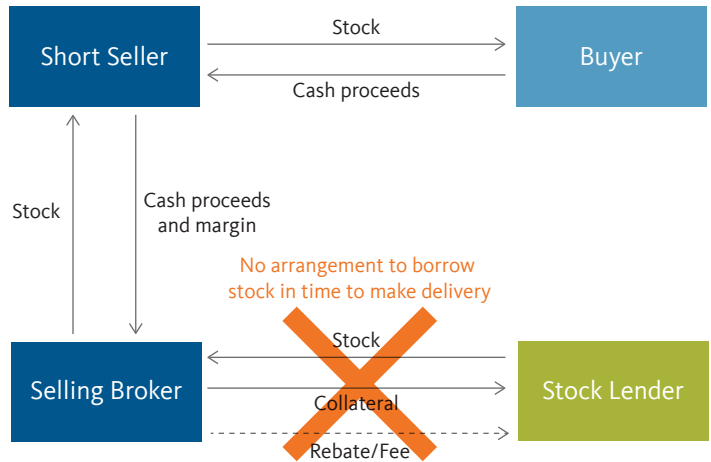 Stock
Short Seller
Buyer
Cash proceeds
Stock
Cash proceeds
and margin
No arrangement to borrow
stock in time to make delivery
Stock
Selling Broker
Stock Lender
Collateral
Rebate/Fee